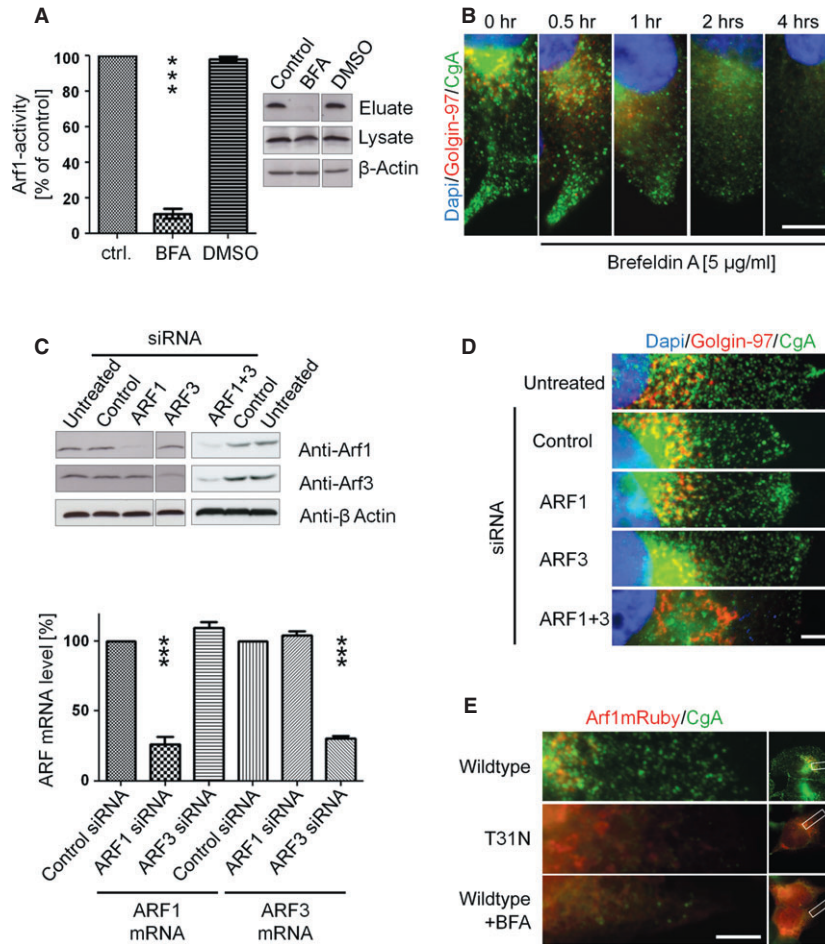 A
Arf1-activity
[% of control]
100
80
60
40
20
0
***
ctrl.
BFA
DMSO
Control
BFA
DMSO
Eluate
Lysate
β-Actin
B
0 hr
0.5 hr
1 hr
2 hrs
4 hrs
Dapi/Golgin-97/CgA
Brefeldin A [5 µg/ml]
C
siRNA
Untreated
Control
ARF1
ARF3
ARF1+3
Control
Untreated
Anti-Arf1
Anti-Arf3
Anti-β Actin
ARF mRNA level [%]
100
50
0
***
***
Control siRNA
ARF1 siRNA
ARF3 siRNA
Control siRNA
ARF1 siRNA
ARF3 siRNA
ARF1
mRNA
ARF3
mRNA
D
Dapi/Golgin-97/CgA
Untreated
siRNA
Control
ARF1
ARF3
ARF1+3
E
Arf1mRuby/CgA
Wildtype
T31N
Wildtype
+BFA